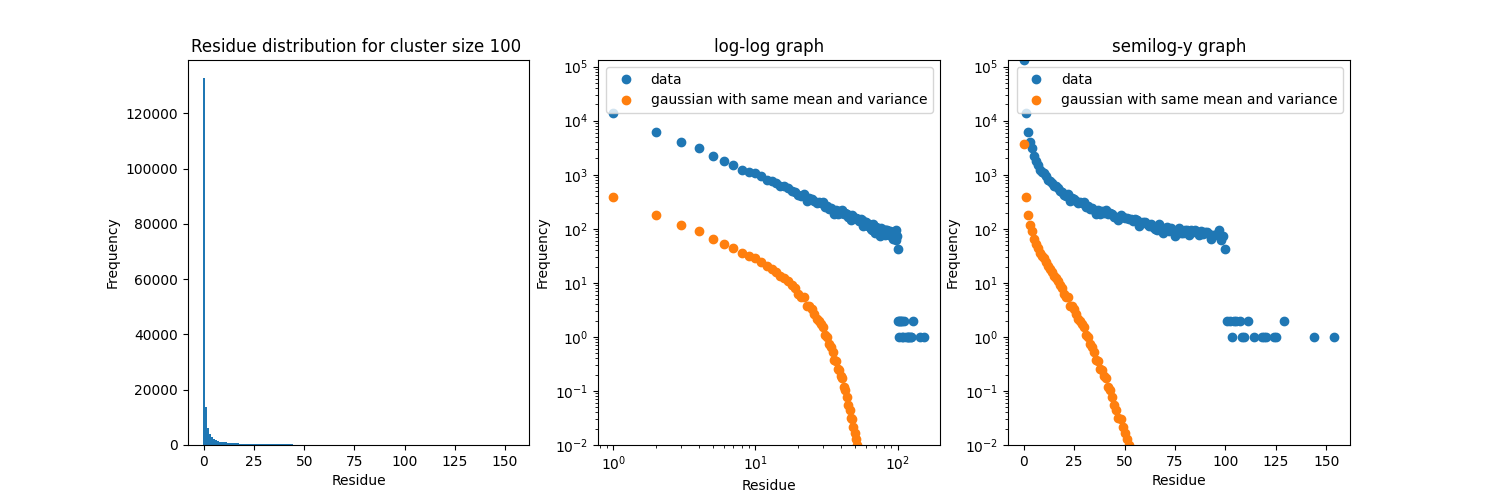 Residue distribution for cluster size 100
Frequency
120000
100000
80000
60000
40000
20000
0
0 25 50 75 100 125 150
Residue
log-log graph
data
gaussian with same mean and variance
Frequency
10^5
10^4
10^3
10^2
10^1
10^0
10^-1
10^-2
10^0 10^1 10^2
Residue
semilog-y graph
data
gaussian with same mean and variance
Frequency
10^5
10^4
10^3
10^2
10^1
10^0
10^-1
10^-2
0 25 50 75 100 125 150
Residue